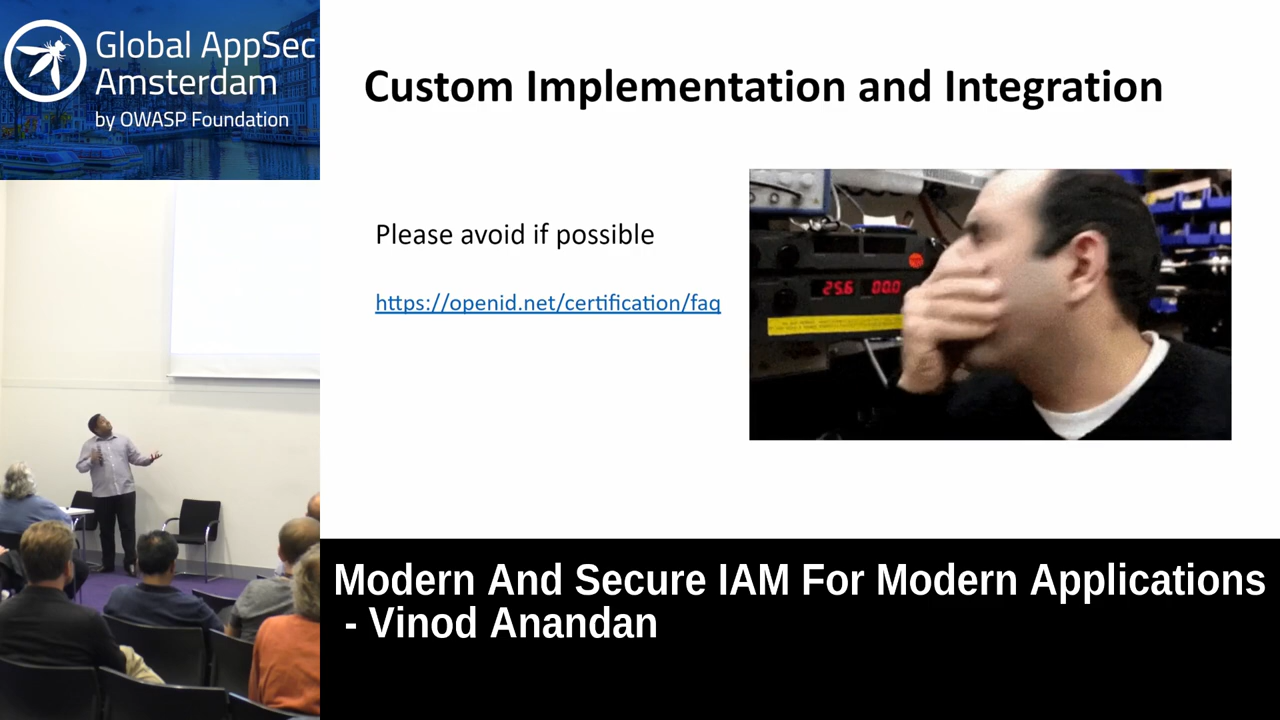 Global AppSec
Amsterdam
by OWASP Foundation
Custom Implementation and Integration
Please avoid if possible
https://openid.net/certification/faq
25.6 00.0
Modern And Secure IAM For Modern Applications
- Vinod Anandan